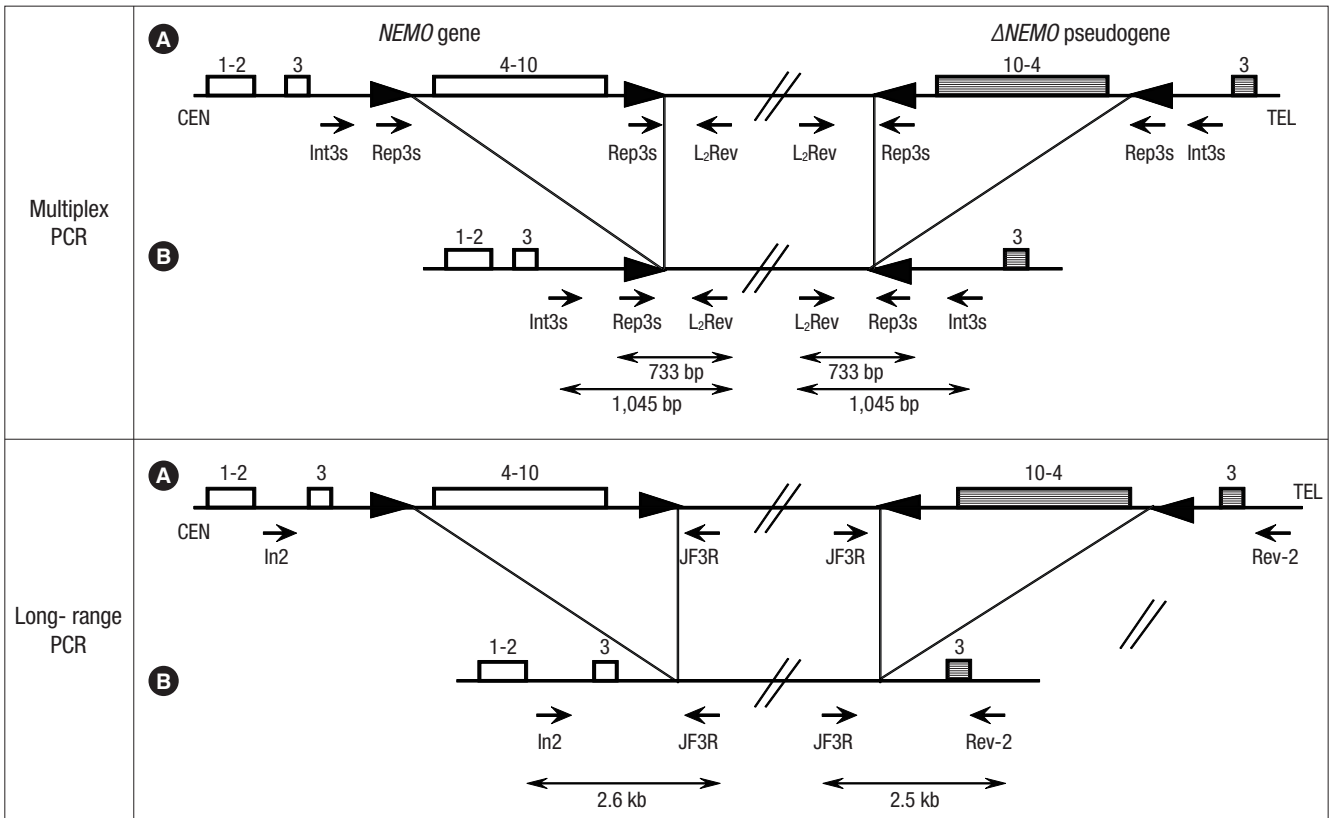 Multiplex
PCR
A
NEMO gene
ΔNEMO pseudogene
1-2
3
4-10
10-4
3
CEN
TEL
Int3s
Rep3s
Rep3s
L₂Rev
L₂Rev
Rep3s
Rep3s
Int3s
B
1-2
3
3
Int3s
Rep3s
L₂Rev
L₂Rev
Rep3s
Int3s
733 bp
733 bp
1,045 bp
1,045 bp
Long- range
PCR
A
1-2
3
4-10
10-4
3
TEL
CEN
In2
JF3R
JF3R
Rev-2
B
1-2
3
3
In2
JF3R
JF3R
Rev-2
2.6 kb
2.5 kb